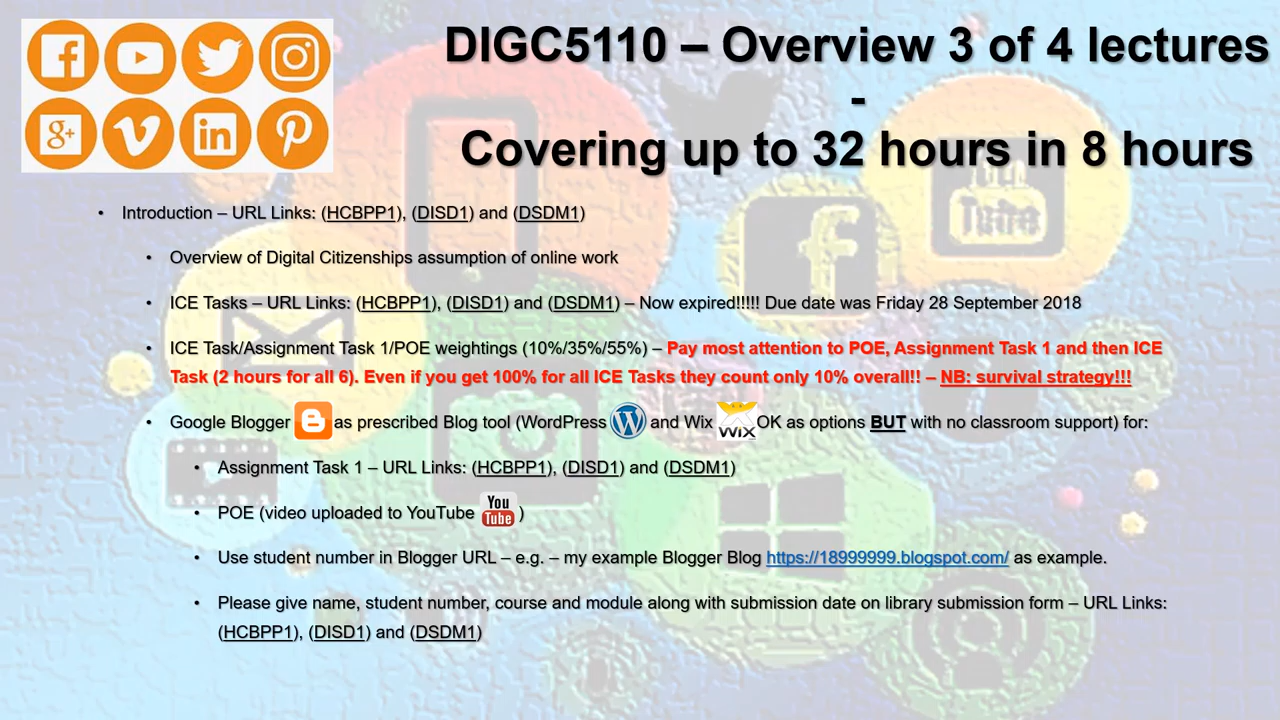 DIGC5110 – Overview 3 of 4 lectures
-
Covering up to 32 hours in 8 hours
• Introduction – URL Links: (HCBPP1), (DISD1) and (DSDM1)
• Overview of Digital Citizenships assumption of online work
• ICE Tasks – URL Links: (HCBPP1), (DISD1) and (DSDM1) – Now expired!!!!! Due date was Friday 28 September 2018
• ICE Task/Assignment Task 1/POE weightings (10%/35%/55%) – Pay most attention to POE, Assignment Task 1 and then ICE
Task (2 hours for all 6). Even if you get 100% for all ICE Tasks they count only 10% overall!! – NB: survival strategy!!!
• Google Blogger as prescribed Blog tool (WordPress and Wix WiX OK as options BUT with no classroom support) for:
• Assignment Task 1 – URL Links: (HCBPP1), (DISD1) and (DSDM1)
• POE (video uploaded to YouTube You Tube )
• Use student number in Blogger URL – e.g. – my example Blogger Blog https://18999999.blogspot.com/ as example.
• Please give name, student number, course and module along with submission date on library submission form – URL Links:
(HCBPP1), (DISD1) and (DSDM1)
You
Tube